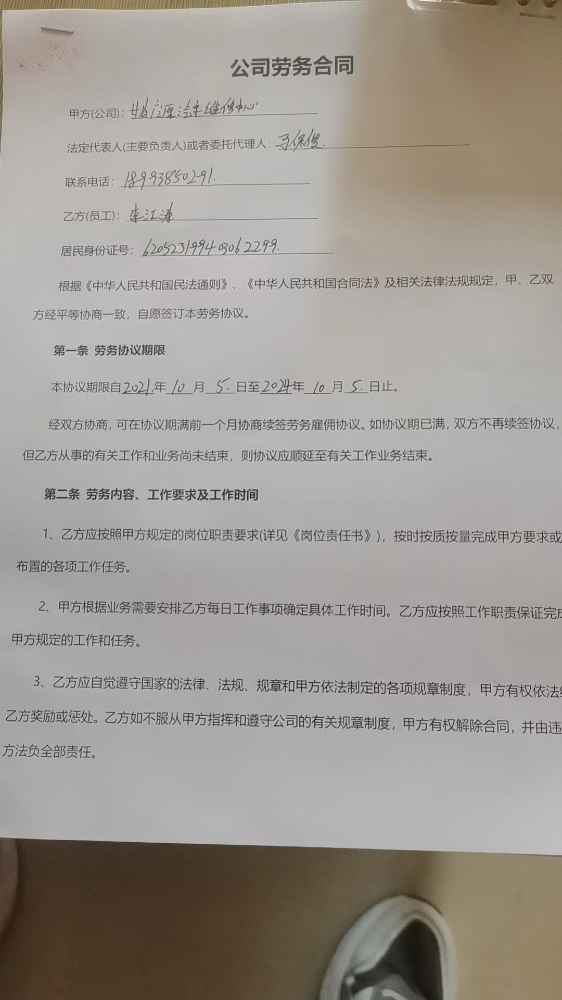 公司劳务合同
甲方(公司): 广源汽车维修中心
法定代表人(主要负责人)或者委托代理人: 保俊.
联系电话: 18993850291.
乙方(员工): 李江涛
居民身份证号: 620523199403062299.
根据《中华人民共和国民法通则》、《中华人民共和国合同法》及相关法律法规规定，甲、乙双
方经平等协商一致，自愿签订本劳务协议。
第一条 劳务协议期限
本协议期限自2021.年 10 月 5. 日至2024年 10 月 5. 日止。
经双方协商, 可在协议期满前一个月协商续签劳务雇佣协议。如协议期已满, 双方不再续签协议,
但乙方从事的有关工作和业务尚未结束，则协议应顺延至有关工作业务结束。
第二条 劳务内容、工作要求及工作时间
1、乙方应按照甲方规定的岗位职责要求(详见《岗位责任书》)，按时按质按量完成甲方要求或
布置的各项工作任务。
2、甲方根据业务需要安排乙方每日工作事项确定具体工作时间。乙方应按照工作职责保证完成
甲方规定的工作和任务。
3、乙方应自觉遵守国家的法律、法规、规章和甲方依法制定的各项规章制度，甲方有权依法
乙方奖励或惩处。乙方如不服从甲方指挥和遵守公司的有关规章制度，甲方有权解除合同，并由违
方法负全部责任。